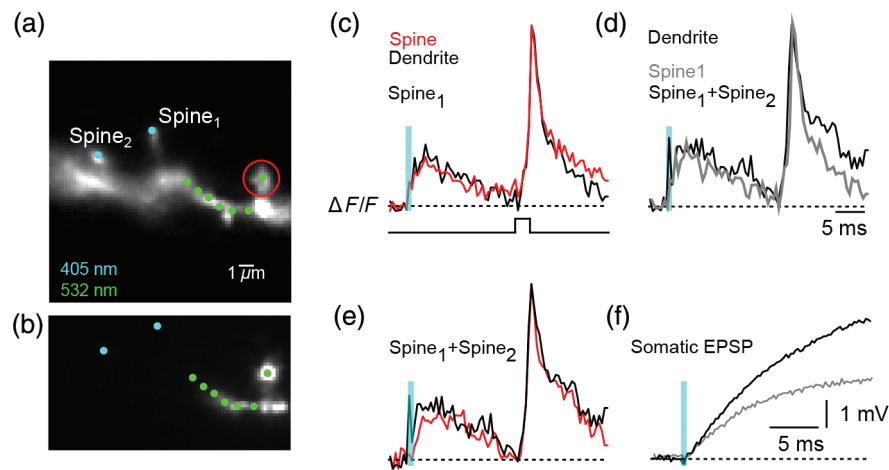 (a)
Spine₂
Spine₁
405 nm
532 nm
1 µm
(b)
(c)
Spine
Dendrite
Spine₁
ΔF/F
(d)
Dendrite
Spine1
Spine₁+Spine₂
5 ms
(e)
Spine₁+Spine₂
(f)
Somatic EPSP
1 mV
5 ms